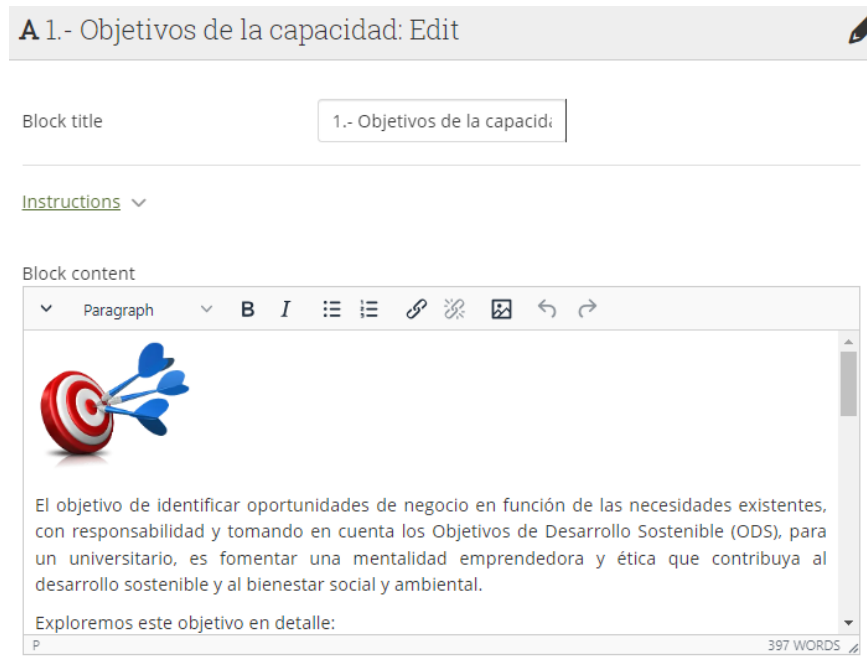 A 1.- Objetivos de la capacidad: Edit
Block title
1.- Objetivos de la capacida
Instructions
Block content
Paragraph B I
El objetivo de identificar oportunidades de negocio en función de las necesidades existentes,
con responsabilidad y tomando en cuenta los Objetivos de Desarrollo Sostenible (ODS), para
un universitario, es fomentar una mentalidad emprendedora y ética que contribuya al
desarrollo sostenible y al bienestar social y ambiental.
Exploremos este objetivo en detalle:
P 397 WORDS